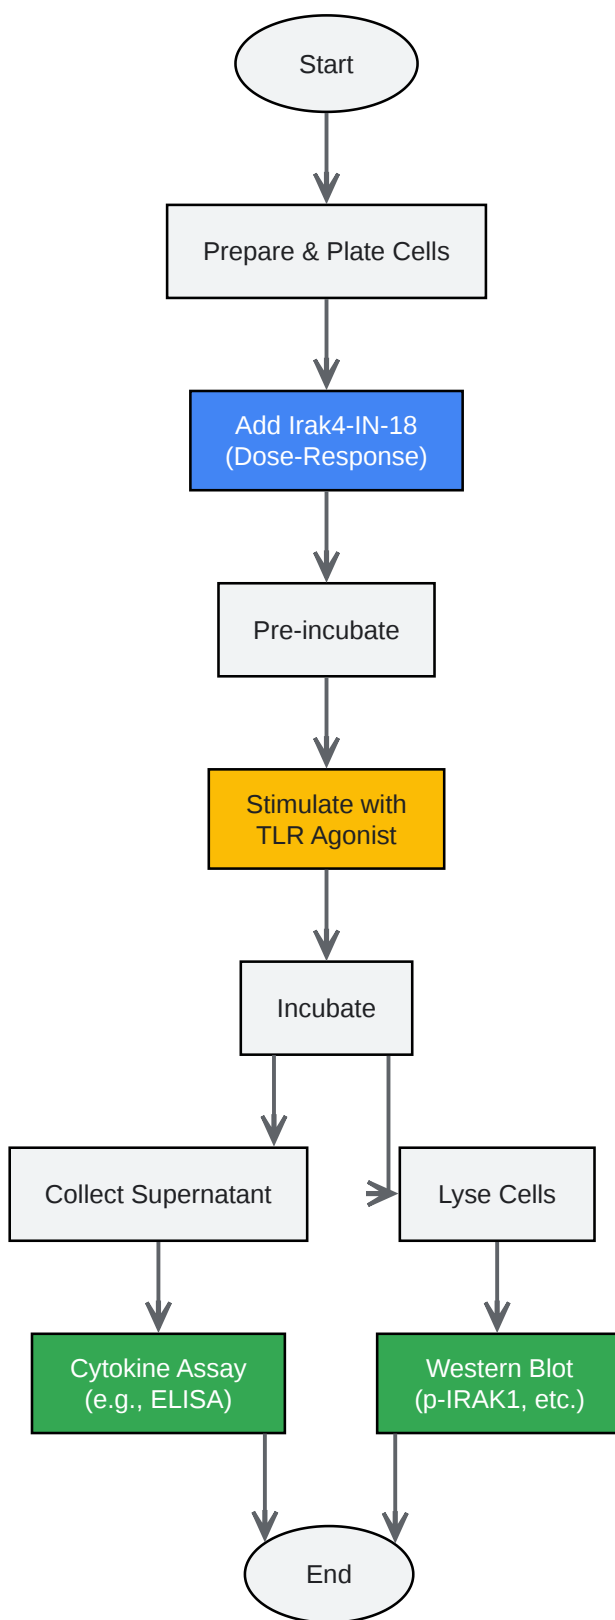 Start
Prepare & Plate Cells
Add Irak4-IN-18
(Dose-Response)
Pre-incubate
Stimulate with
TLR Agonist
Incubate
Collect Supernatant
Lyse Cells
Cytokine Assay
(e.g., ELISA)
Western Blot
(p-IRAK1, etc.)
End